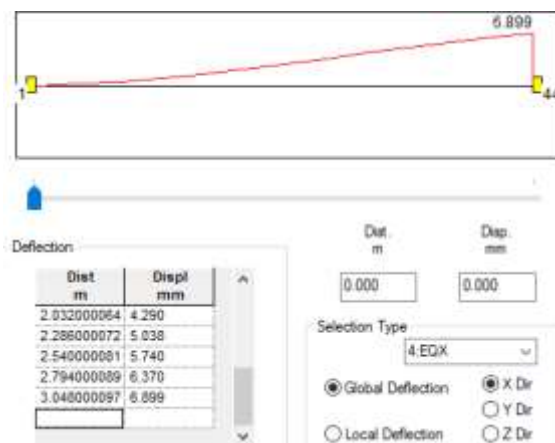 6.899
1
44
Dist. Disp.
m mm
Deflection
0.000 0.000
Dist Displ
m mm
2.032000064 4.290
2.286000072 5.038
2.540000081 5.740
2.794000089 6.370
3.048000097 6.899
Selection Type
4:EQX
Global Deflection X Dir
Y Dir
Local Deflection Z Dir